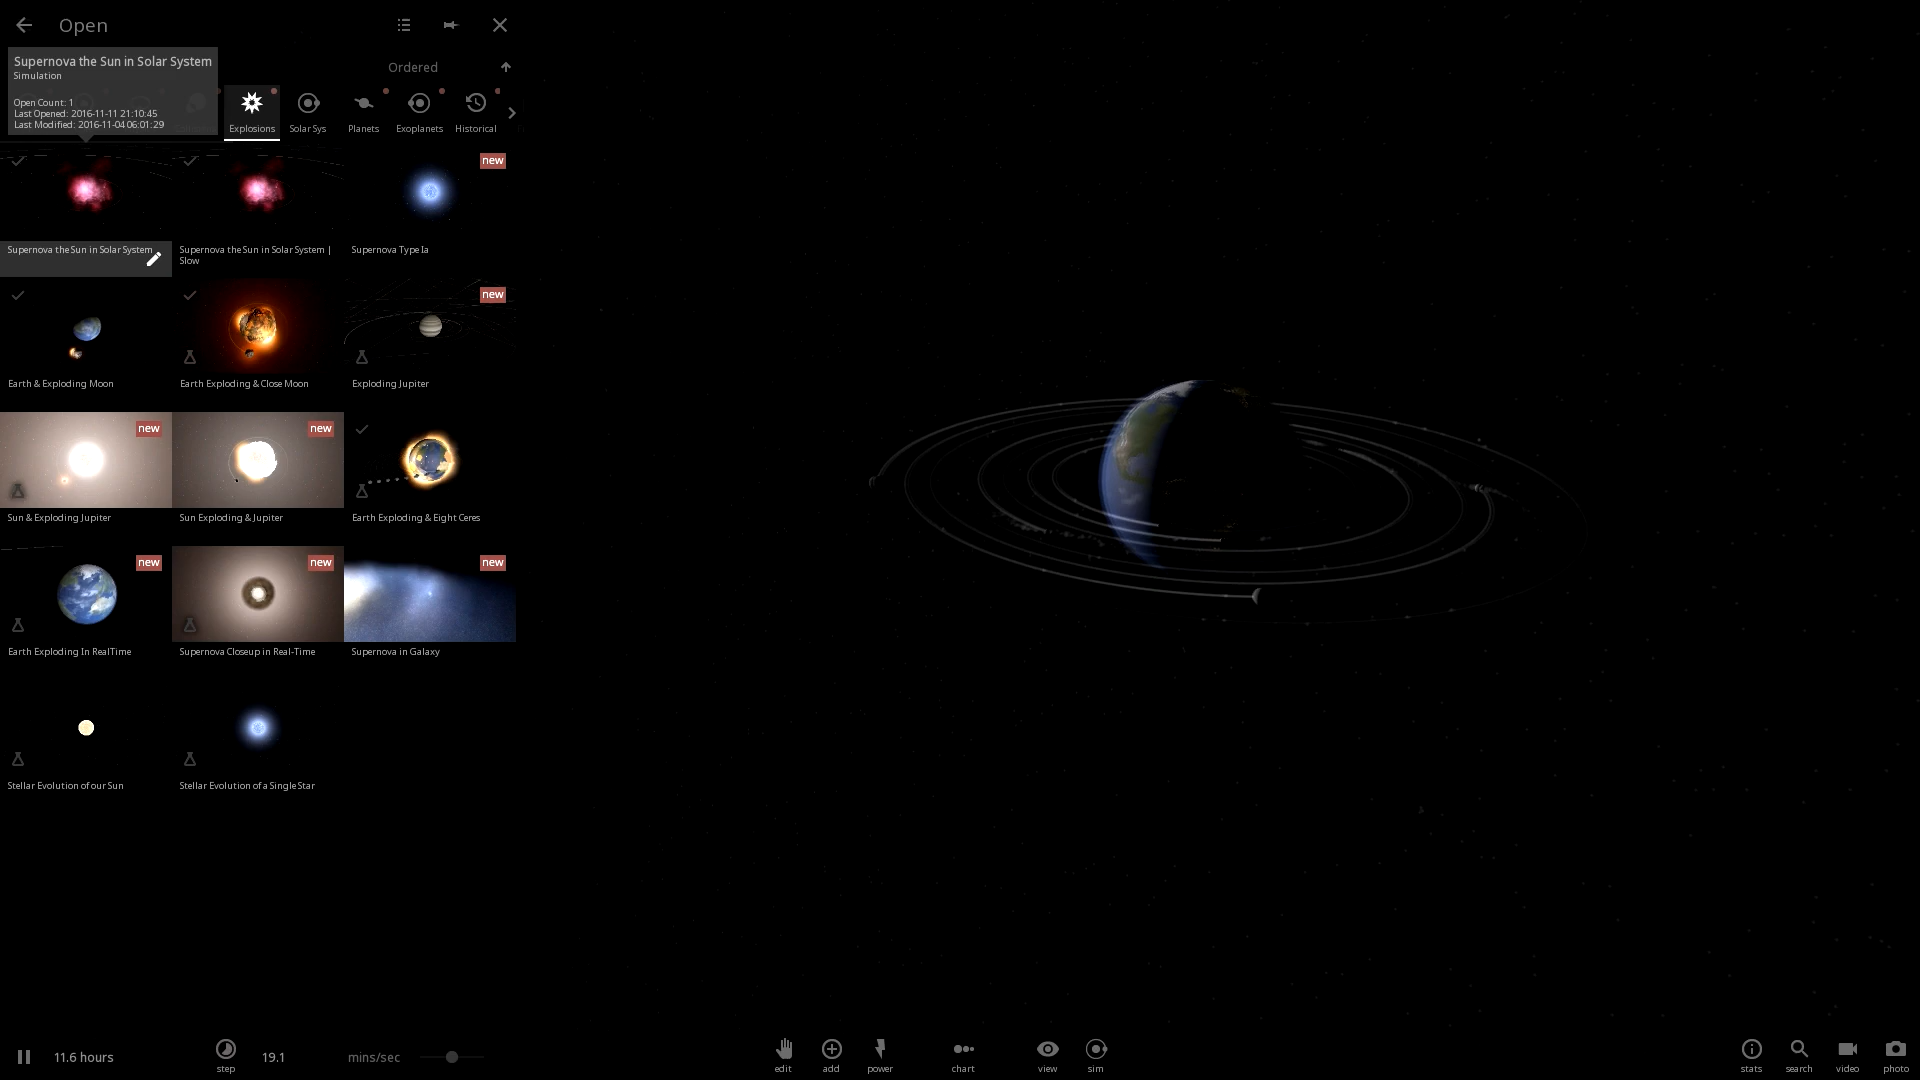 Open
Supernova the Sun in Solar System
Simulation
Open Count: 1
Last Opened: 2016-11-11 21:10:45
Last Modified: 2016-11-04 06:01:29
Ordered
Explosions
Solar Sys
Planets
Exoplanets
Historical
new
Supernova the Sun in Solar System
Supernova the Sun in Solar System |
Slow
Supernova Type Ia
new
Earth & Exploding Moon
Earth Exploding & Close Moon
Exploding Jupiter
new
new
Sun & Exploding Jupiter
Sun Exploding & Jupiter
Earth Exploding & Eight Ceres
new
new
new
Earth Exploding In RealTime
Supernova Closeup in Real-Time
Supernova in Galaxy
Stellar Evolution of our Sun
Stellar Evolution of a Single Star
11.6 hours
step
19.1
mins/sec
edit
add
power
chart
view
sim
stats
search
video
photo